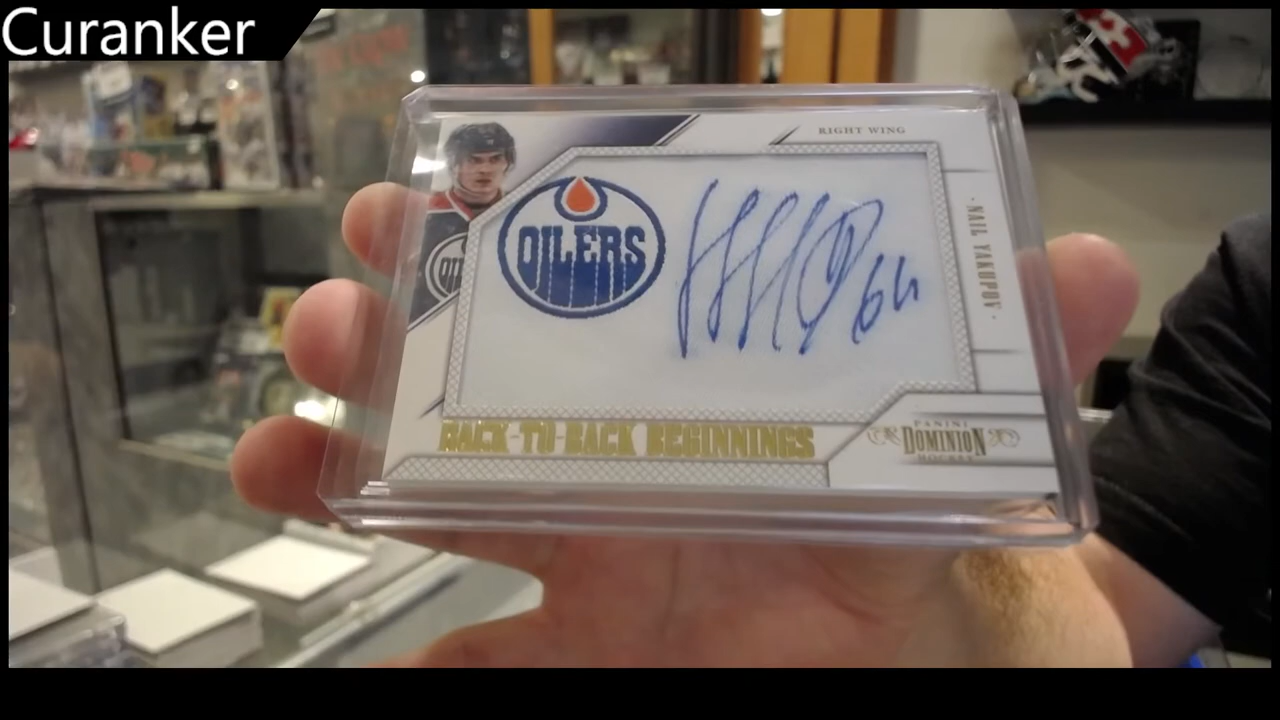 Curanker
RIGHT WING
OILERS
64
· NAIL YAKUPOV ·
BACK-TO-BACK BEGINNINGS
PANINI
DOMINION
HOCKEY